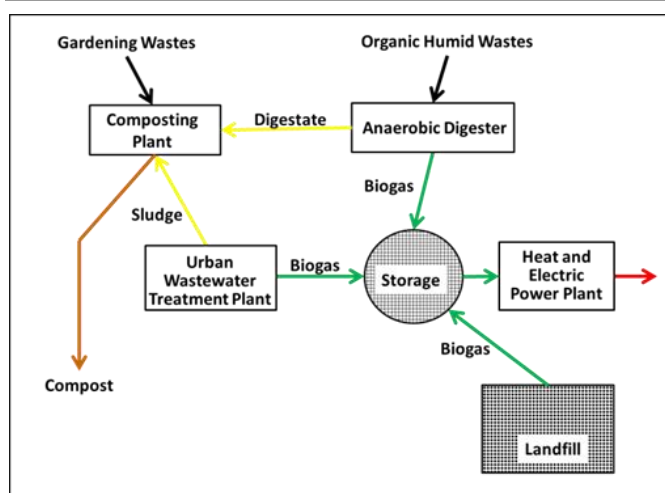 Gardening Wastes
Organic Humid Wastes
Composting
Plant
Digestate
Anaerobic Digester
Biogas
Sludge
Urban
Wastewater
Treatment Plant
Biogas
Storage
Heat and
Electric
Power Plant
Biogas
Compost
Landfill